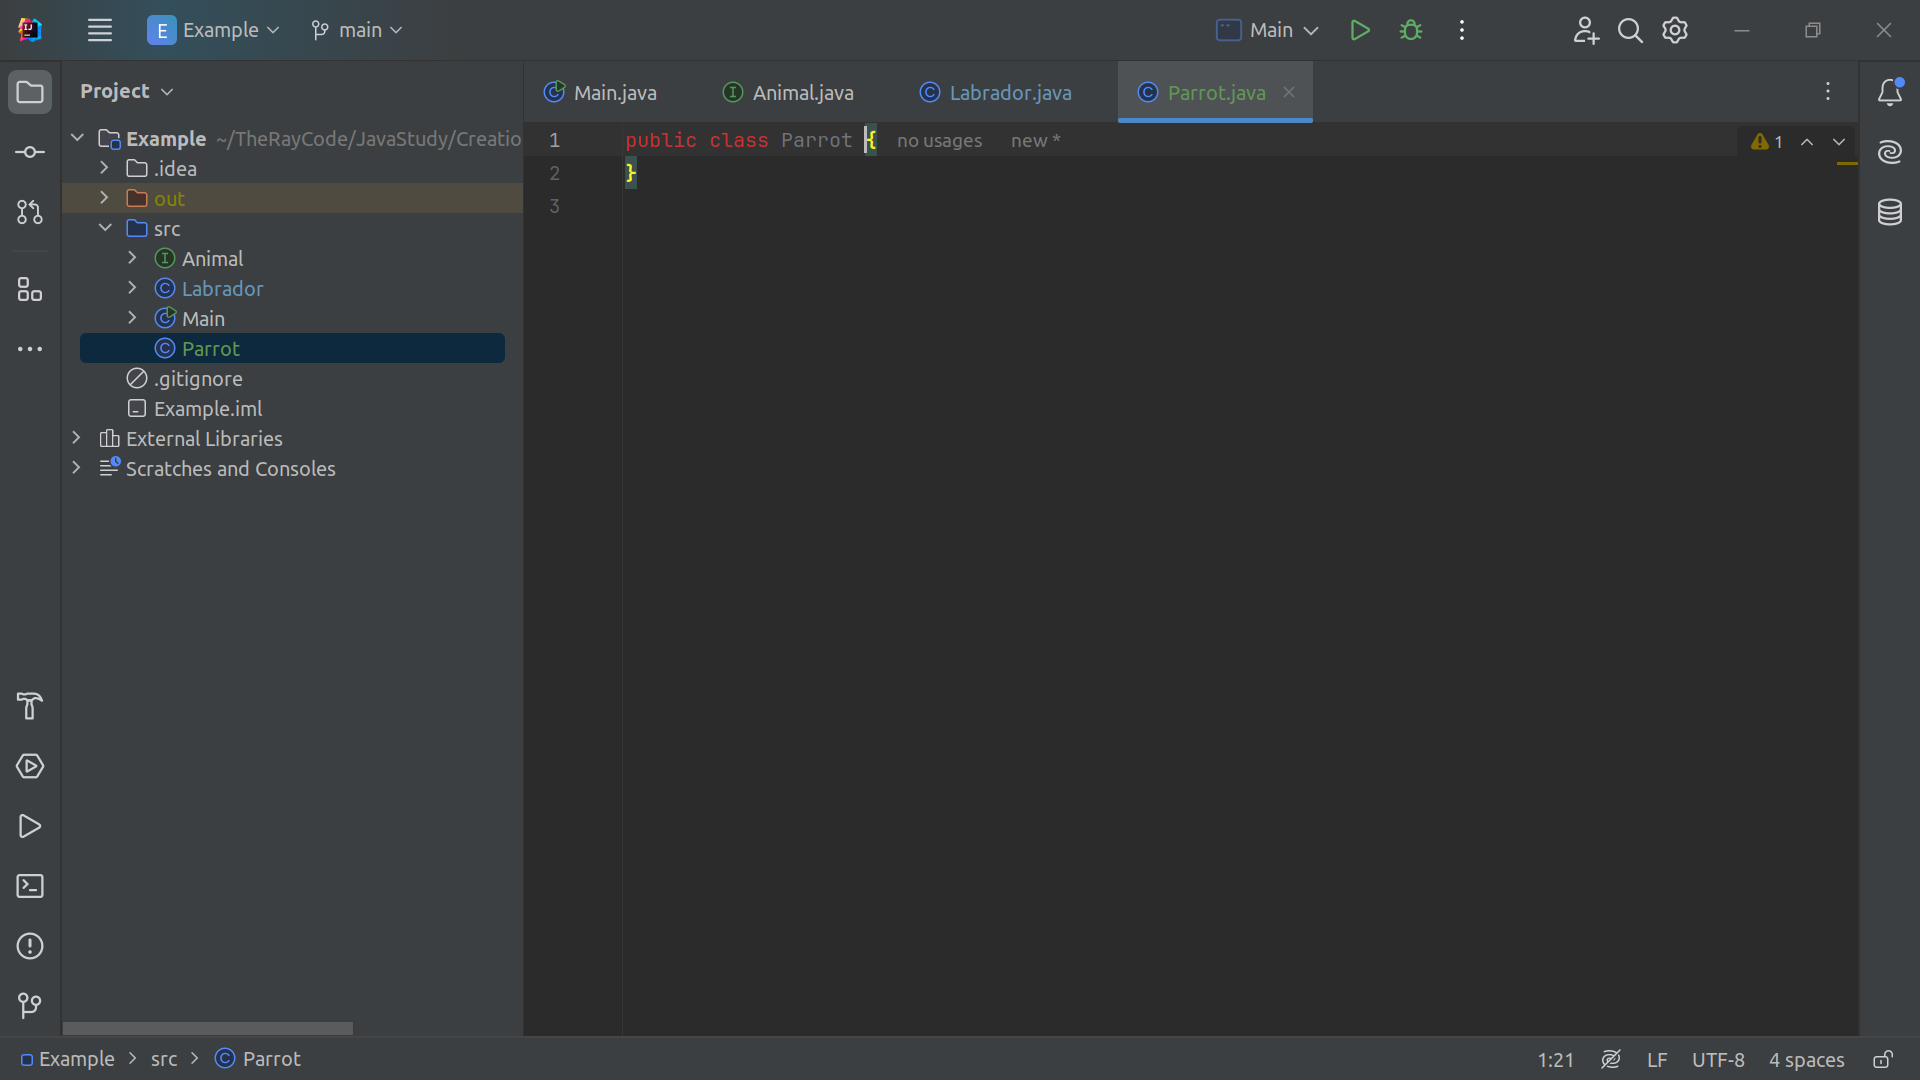 E Example main
Main
Project
Main.java Animal.java Labrador.java Parrot.java
Example ~/TheRayCode/JavaStudy/Creatio
.idea
out
src
Animal
Labrador
Main
Parrot
.gitignore
Example.iml
External Libraries
Scratches and Consoles
1 public class Parrot { no usages new *
2 }
3
1
Example > src > Parrot
1:21 LF UTF-8 4 spaces